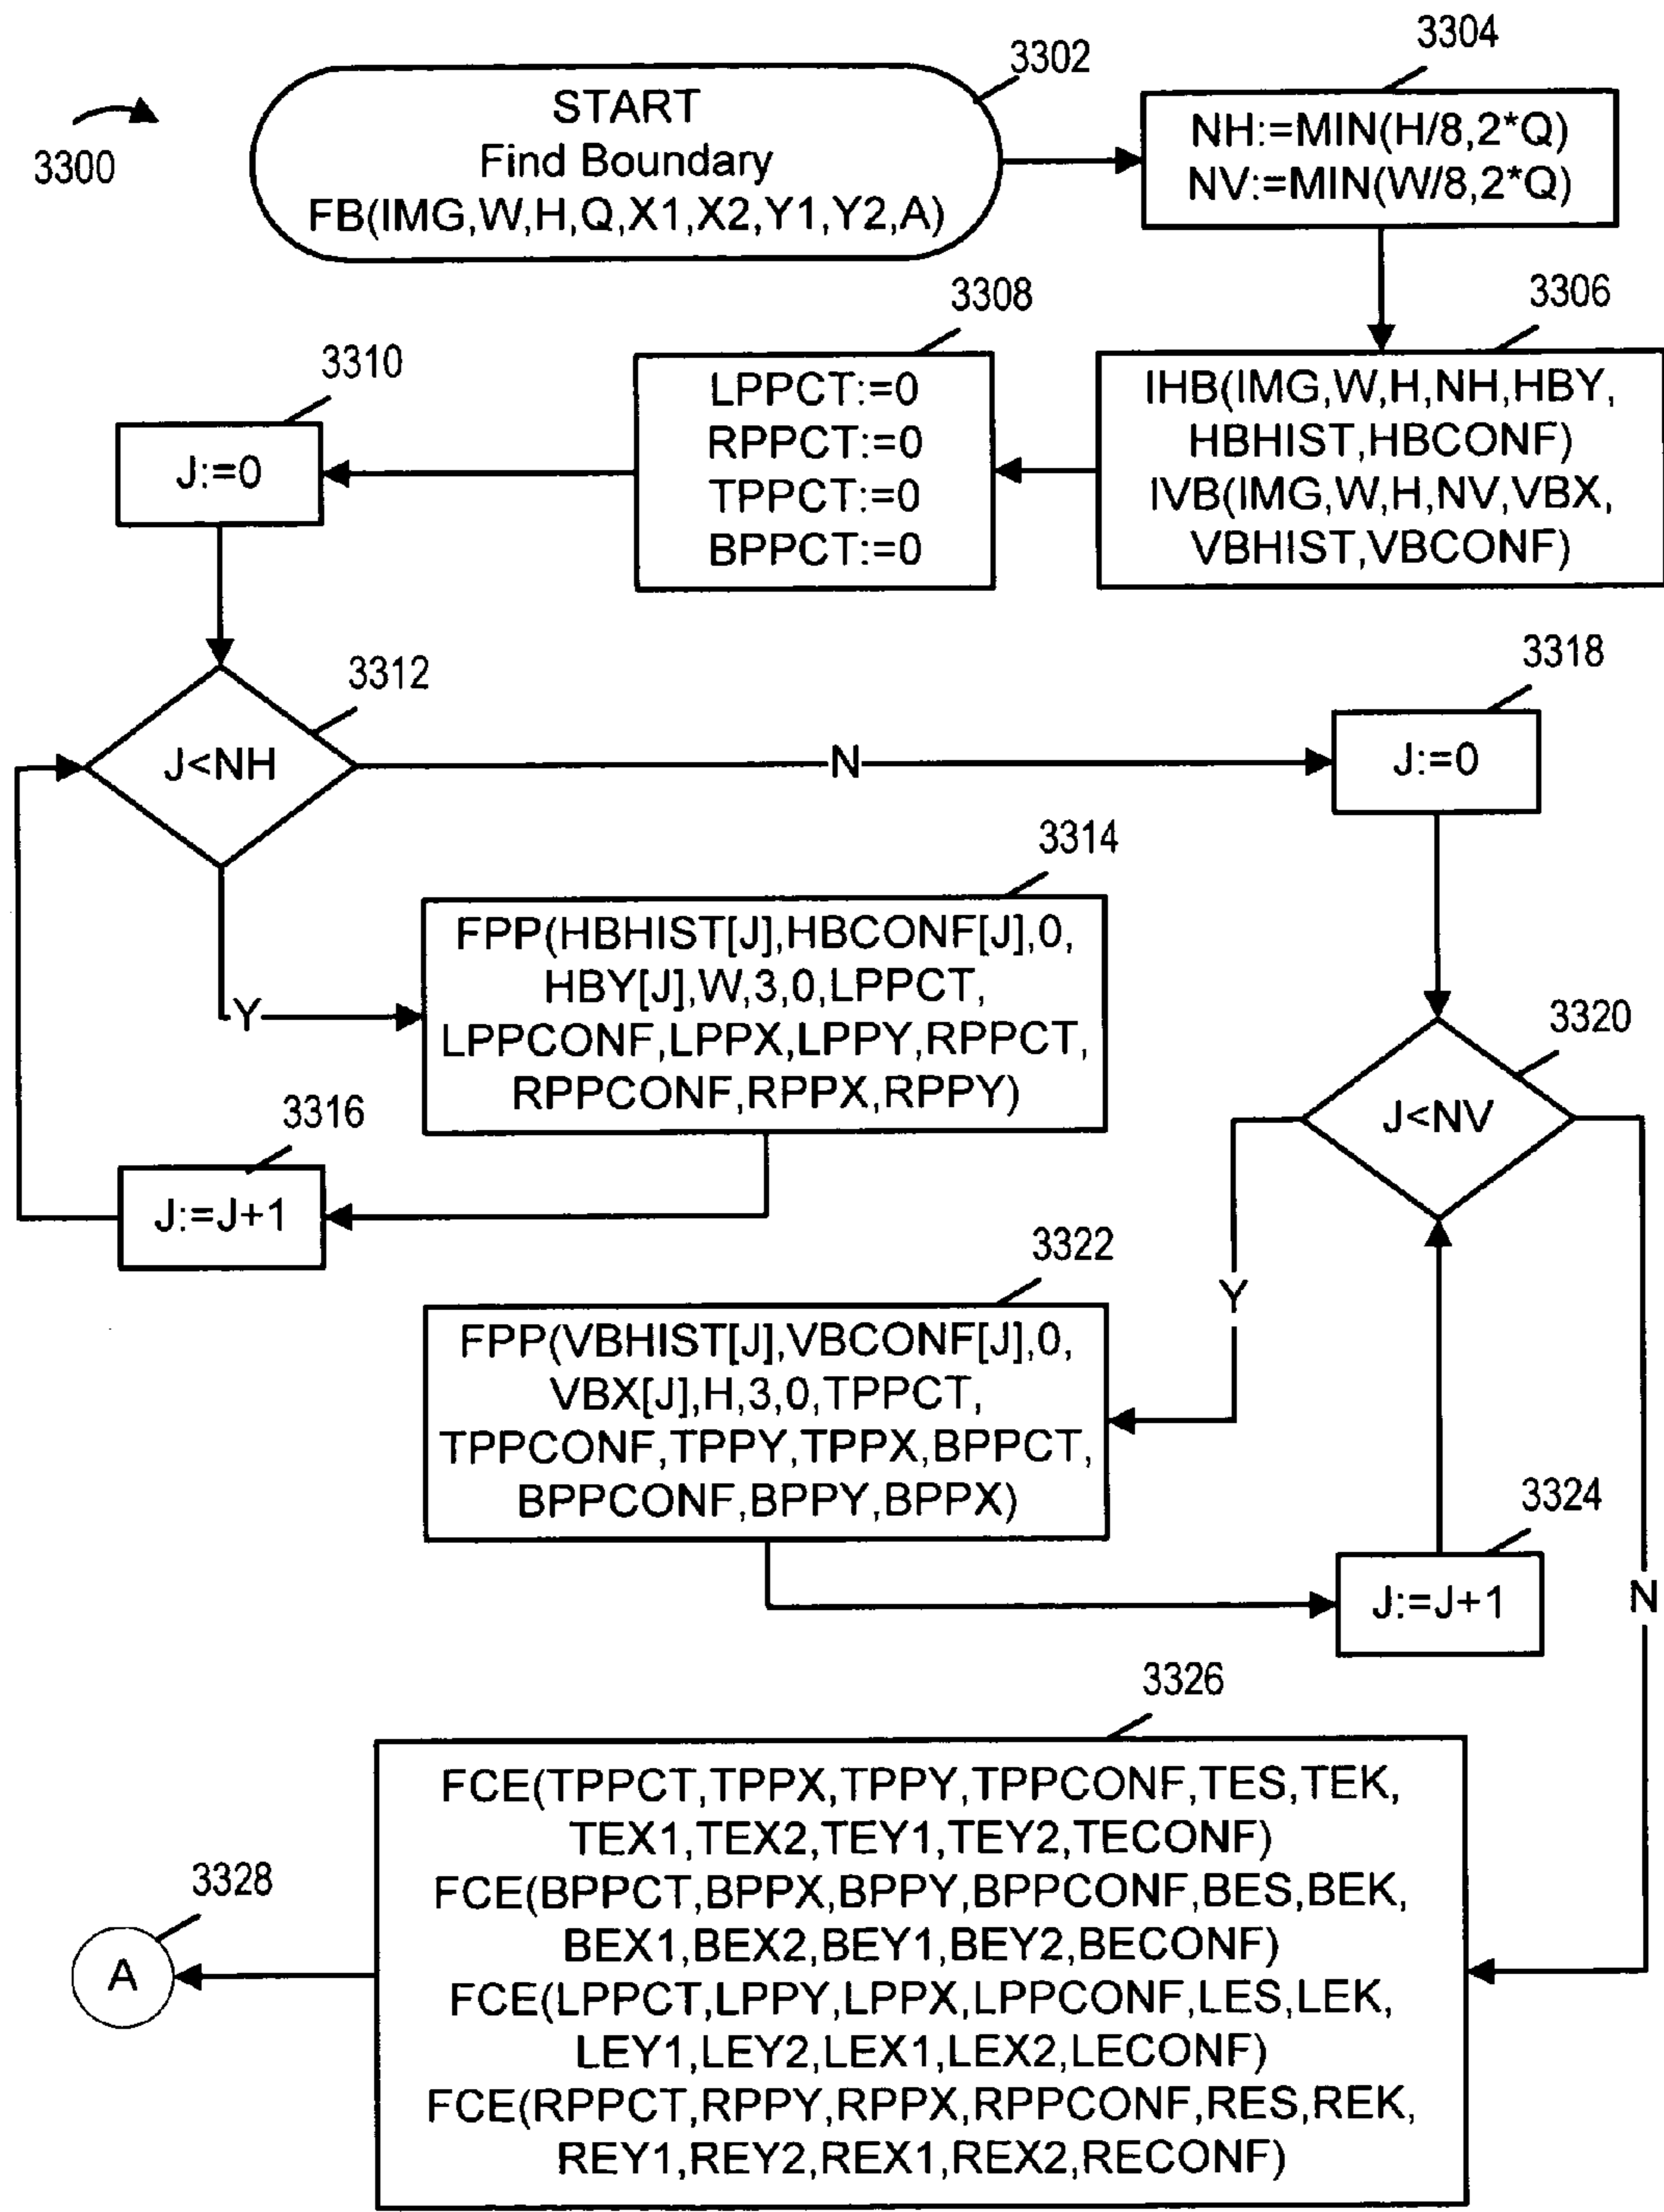 3300
3302
START
Find Boundary
FB(IMG,W,H,Q,X1,X2,Y1,Y2,A)
3304
NH:=MIN(H/8,2*Q)
NV:=MIN(W/8,2*Q)
3306
IHB(IMG,W,H,NH,HBY,
HBHIST,HBCONF)
IVB(IMG,W,H,NV,VBX,
VBHIST,VBCONF)
3308
LPPCT:=0
RPPCT:=0
TPPCT:=0
BPPCT:=0
3310
J:=0
3312
J<NH
N
Y
3314
FPP(HBHIST[J],HBCONF[J],0,
HBY[J],W,3,0,LPPCT,
LPPCONF,LPPX,LPPY,RPPCT,
RPPCONF,RPPX,RPPY)
3316
J:=J+1
3318
J:=0
3320
J<NV
Y
N
3322
FPP(VBHIST[J],VBCONF[J],0,
VBX[J],H,3,0,TPPCT,
TPPCONF,TPPY,TPPX,BPPCT,
BPPCONF,BPPY,BPPX)
3324
J:=J+1
3326
FCE(TPPCT,TPPX,TPPY,TPPCONF,TES,TEK,
TEX1,TEX2,TEY1,TEY2,TECONF)
FCE(BPPCT,BPPX,BPPY,BPPCONF,BES,BEK,
BEX1,BEX2,BEY1,BEY2,BECONF)
FCE(LPPCT,LPPY,LPPX,LPPCONF,LES,LEK,
LEY1,LEY2,LEX1,LEX2,LECONF)
FCE(RPPCT,RPPY,RPPX,RPPCONF,RES,REK,
REY1,REY2,REX1,REX2,RECONF)
3328
A